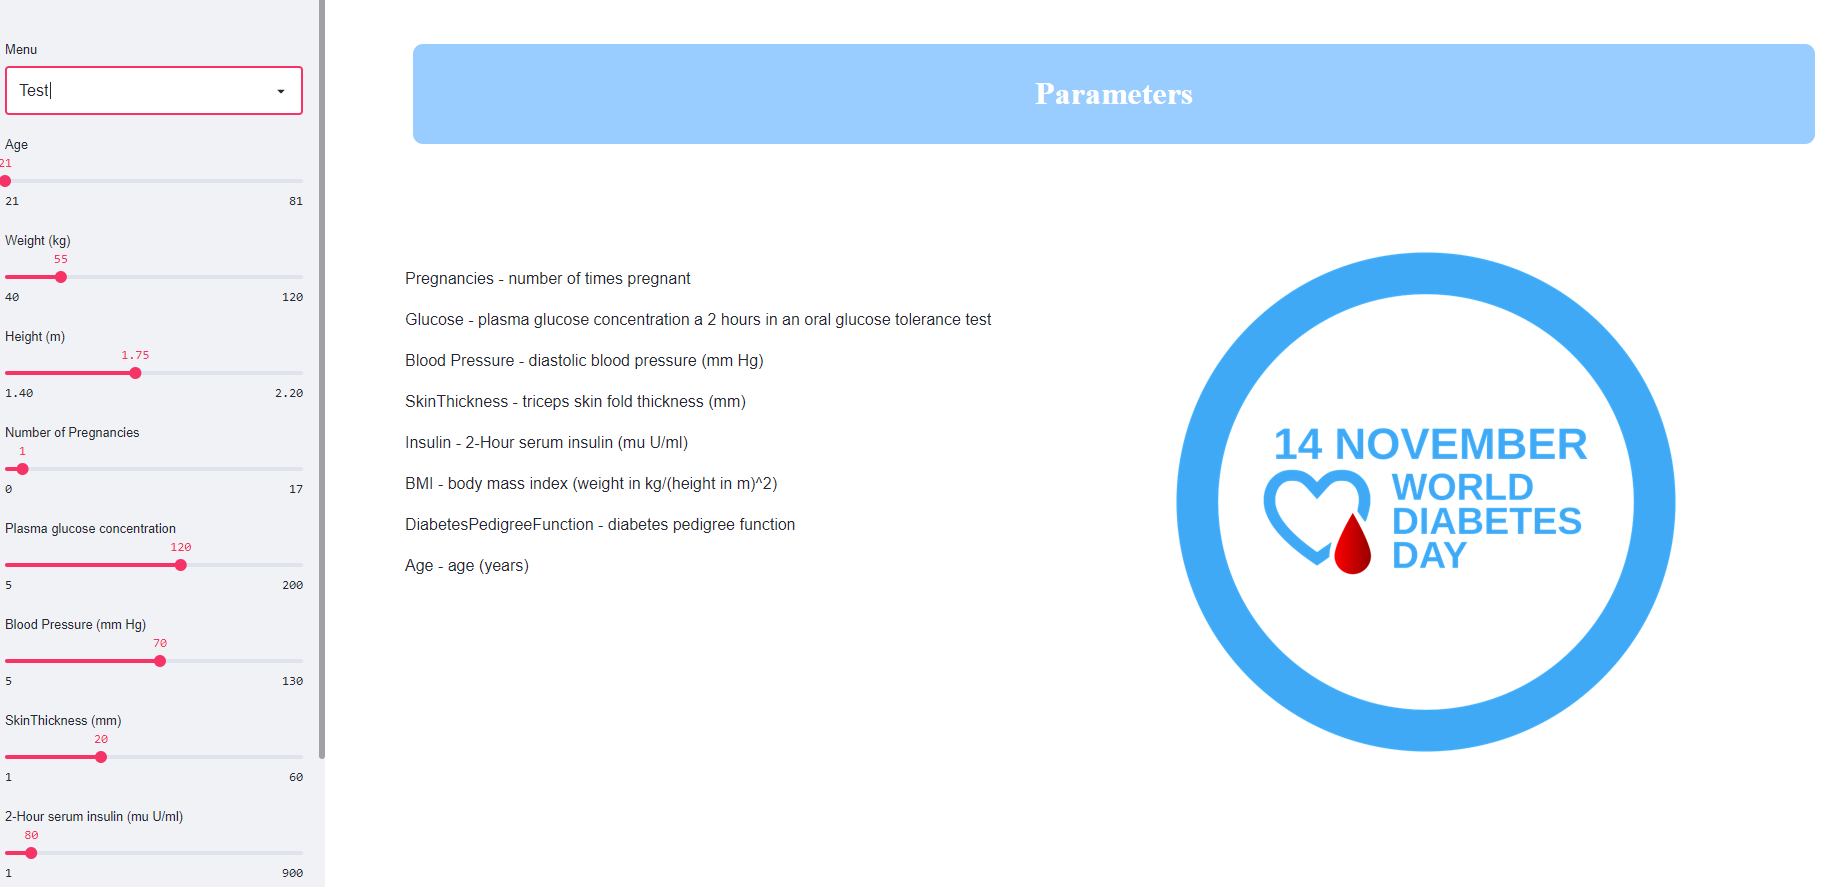 Menu
Test
Age
21
21 81
Weight (kg)
55
40 120
Height (m)
1.75
1.40 2.20
Number of Pregnancies
1
0 17
Plasma glucose concentration
120
5 200
Blood Pressure (mm Hg)
70
5 130
SkinThickness (mm)
20
1 60
2-Hour serum insulin (mu U/ml)
80
1 900
Parameters
Pregnancies - number of times pregnant
Glucose - plasma glucose concentration a 2 hours in an oral glucose tolerance test
Blood Pressure - diastolic blood pressure (mm Hg)
SkinThickness - triceps skin fold thickness (mm)
Insulin - 2-Hour serum insulin (mu U/ml)
BMI - body mass index (weight in kg/(height in m)^2)
DiabetesPedigreeFunction - diabetes pedigree function
Age - age (years)
14 NOVEMBER
WORLD
DIABETES
DAY